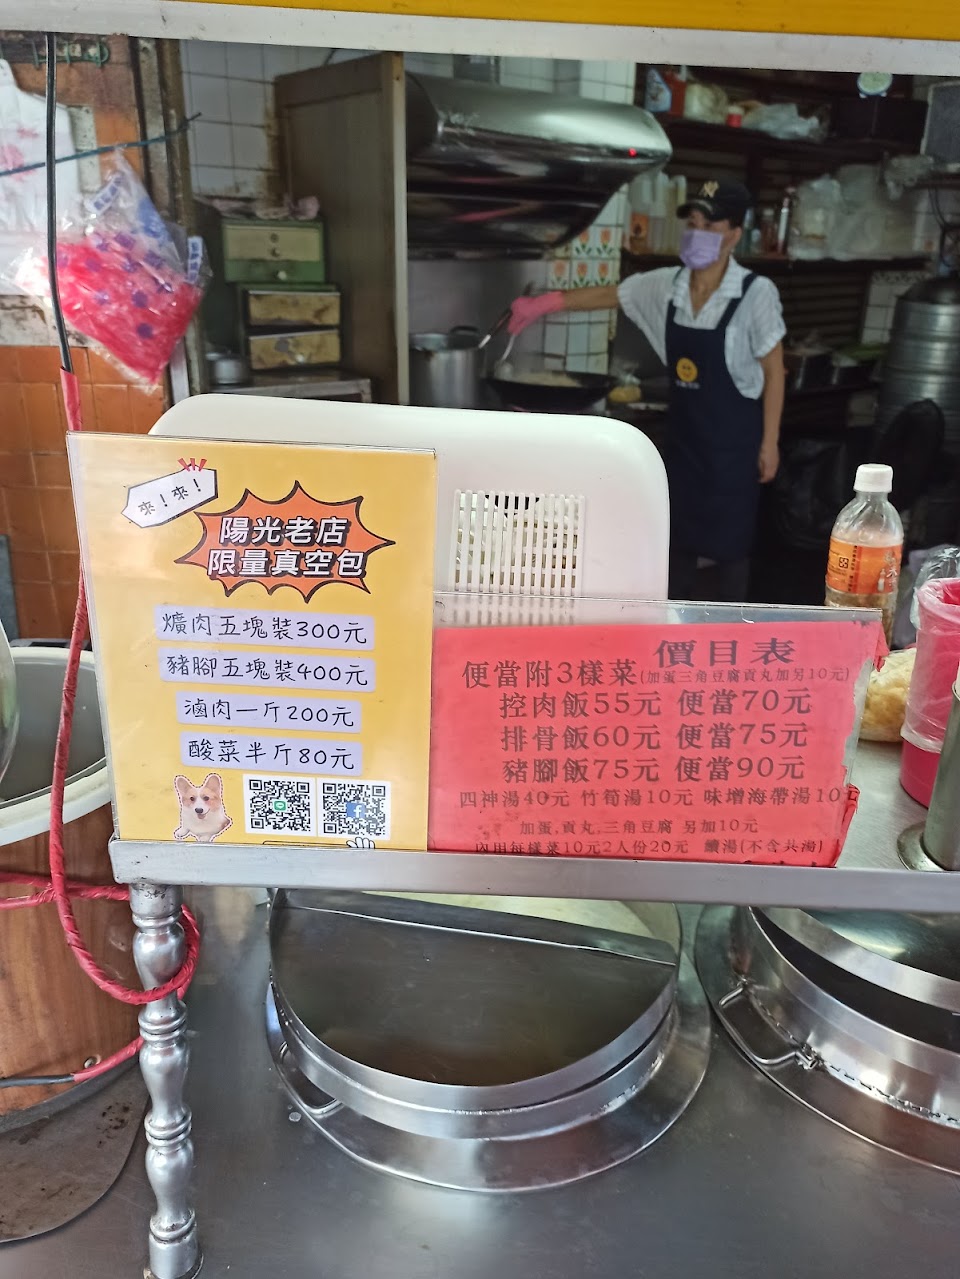 來！來！
陽光老店
限量真空包
爌肉五塊裝300元
豬腳五塊裝400元
滷肉一斤200元
酸菜半斤80元
價目表
便當附3樣菜(加蛋三角豆腐貢丸加另10元)
控肉飯55元 便當70元
排骨飯60元 便當75元
豬腳飯75元 便當90元
四神湯40元 竹筍湯10元 味增海帶湯10
加蛋,貢丸,三角豆腐 另加10元
內用每樣菜10元2人份20元 續湯(不含共湯)